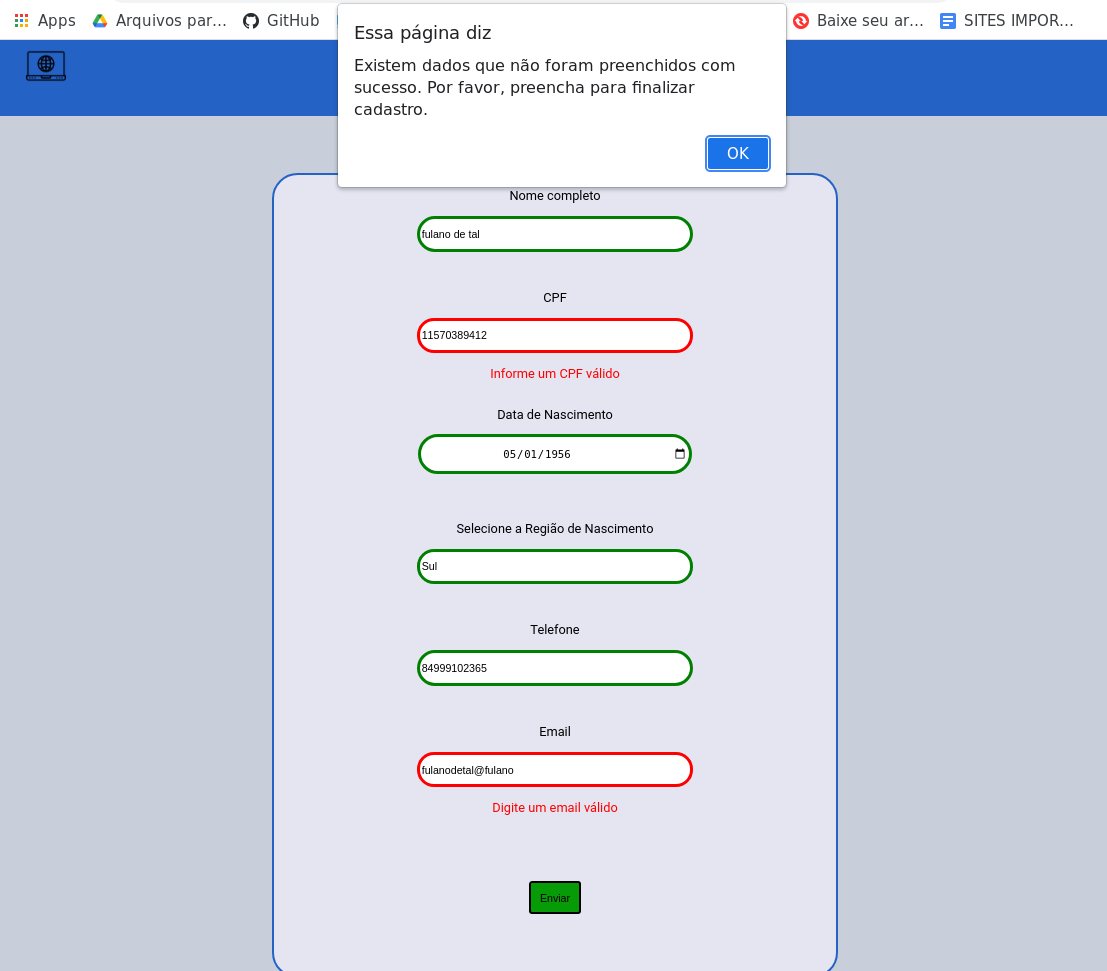 Apps Arquivos par… GitHub Baixe seu ar… SITES IMPOR…
Essa página diz
Existem dados que não foram preenchidos com
sucesso. Por favor, preencha para finalizar
cadastro.
OK
Nome completo
fulano de tal
CPF
11570389412
Informe um CPF válido
Data de Nascimento
05/01/1956
Selecione a Região de Nascimento
Sul
Telefone
84999102365
Email
fulanodetal@fulano
Digite um email válido
Enviar